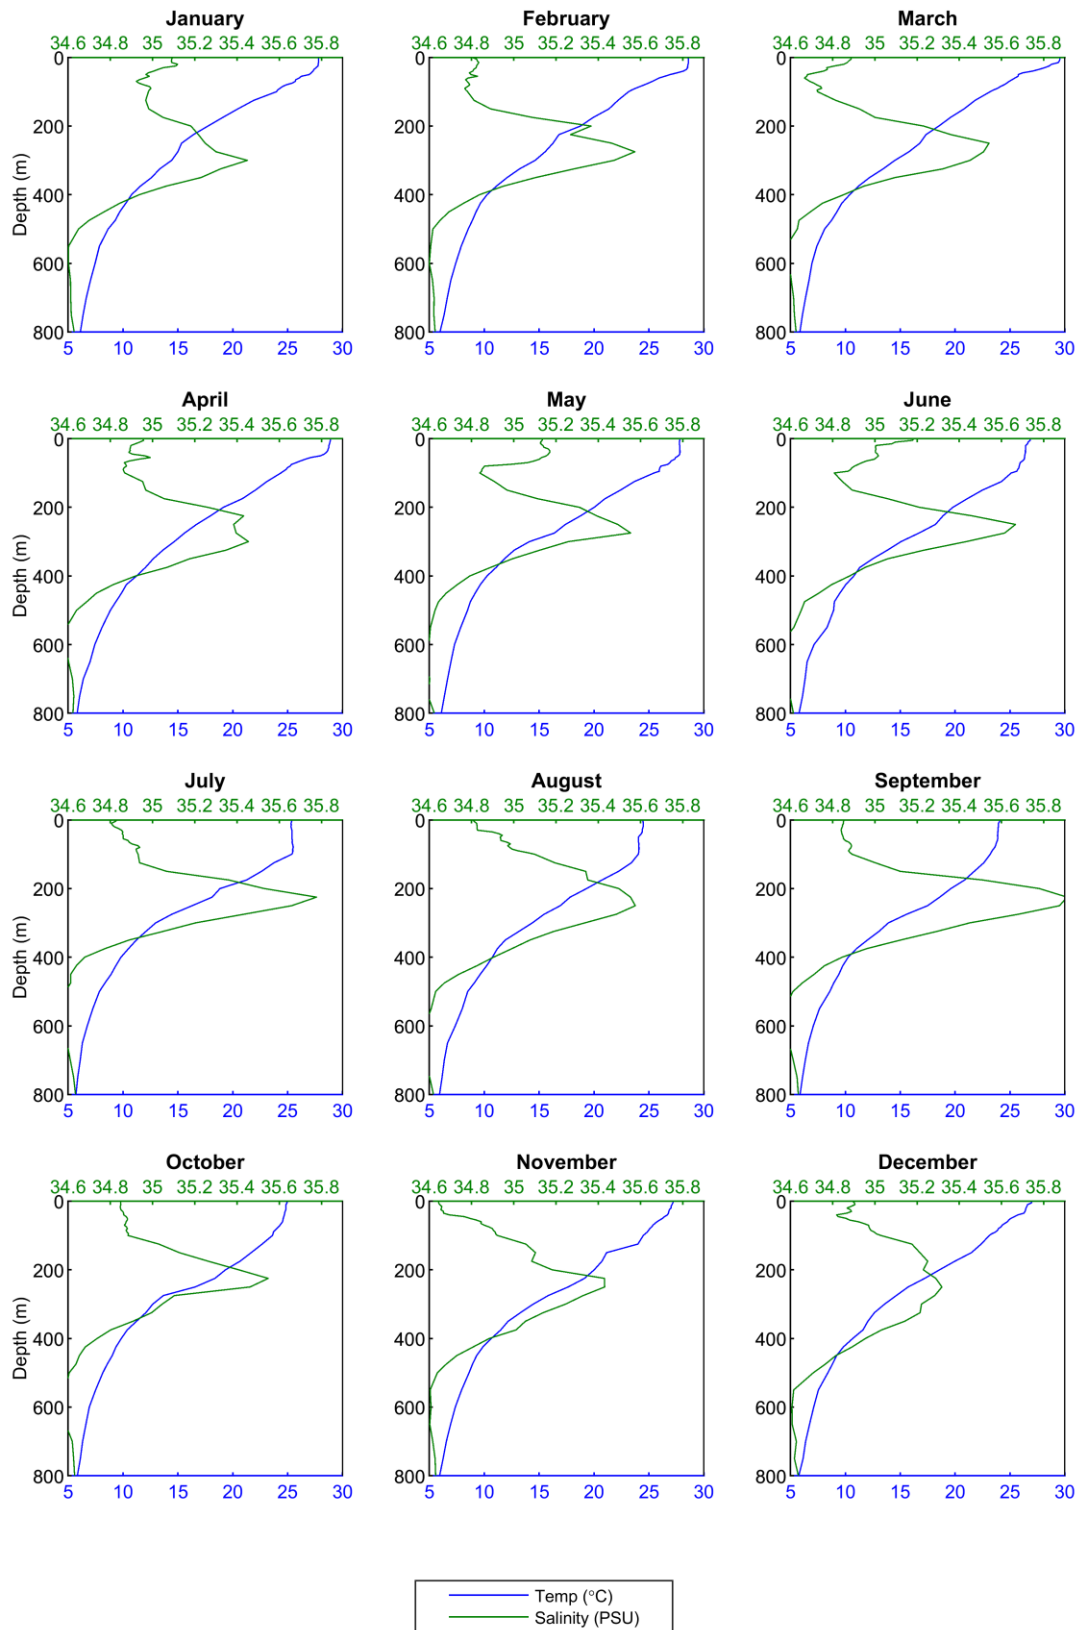 January February March
34.6 34.8 35 35.2 35.4 35.6 35.8 34.6 34.8 35 35.2 35.4 35.6 35.8 34.6 34.8 35 35.2 35.4 35.6 35.8
0 0 0
200 200 200
Depth (m)
400 400 400
600 600 600
800 800 800
5 10 15 20 25 30 5 10 15 20 25 30 5 10 15 20 25 30
April May June
34.6 34.8 35 35.2 35.4 35.6 35.8 34.6 34.8 35 35.2 35.4 35.6 35.8 34.6 34.8 35 35.2 35.4 35.6 35.8
0 0 0
200 200 200
Depth (m)
400 400 400
600 600 600
800 800 800
5 10 15 20 25 30 5 10 15 20 25 30 5 10 15 20 25 30
July August September
34.6 34.8 35 35.2 35.4 35.6 35.8 34.6 34.8 35 35.2 35.4 35.6 35.8 34.6 34.8 35 35.2 35.4 35.6 35.8
0 0 0
200 200 200
Depth (m)
400 400 400
600 600 600
800 800 800
5 10 15 20 25 30 5 10 15 20 25 30 5 10 15 20 25 30
October November December
34.6 34.8 35 35.2 35.4 35.6 35.8 34.6 34.8 35 35.2 35.4 35.6 35.8 34.6 34.8 35 35.2 35.4 35.6 35.8
0 0 0
200 200 200
Depth (m)
400 400 400
600 600 600
800 800 800
5 10 15 20 25 30 5 10 15 20 25 30 5 10 15 20 25 30
Temp (°C)
Salinity (PSU)